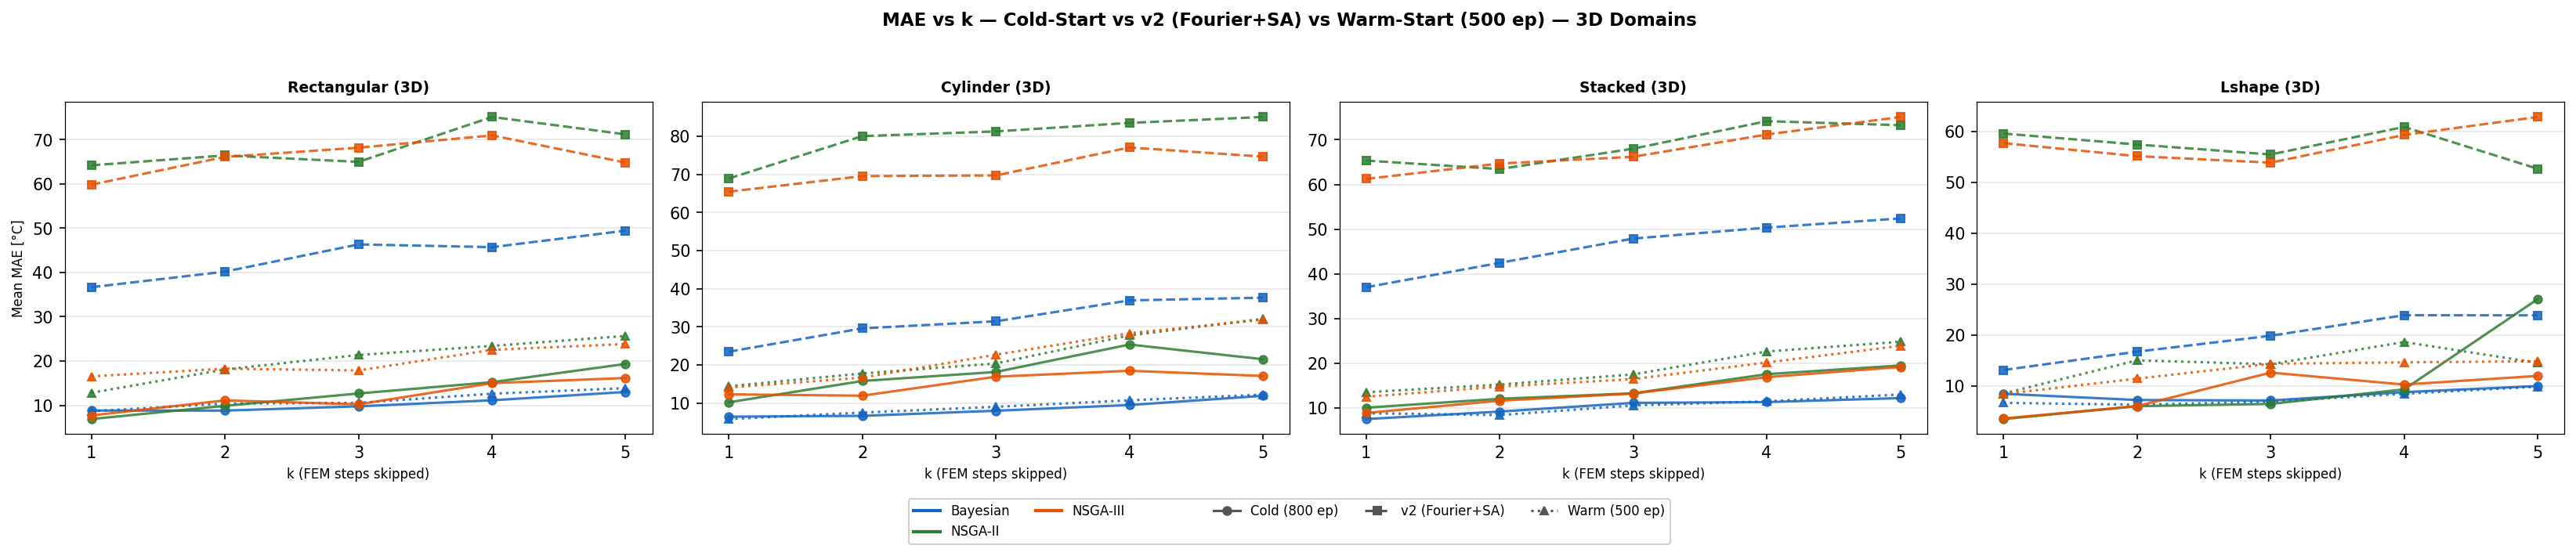 MAE vs k — Cold-Start vs v2 (Fourier+SA) vs Warm-Start (500 ep) — 3D Domains
Rectangular (3D)
Mean MAE [°C]
70
60
50
40
30
20
10
1 2 3 4 5
k (FEM steps skipped)
Cylinder (3D)
80
70
60
50
40
30
20
10
1 2 3 4 5
k (FEM steps skipped)
Stacked (3D)
70
60
50
40
30
20
10
1 2 3 4 5
k (FEM steps skipped)
Lshape (3D)
60
50
40
30
20
10
1 2 3 4 5
k (FEM steps skipped)
Bayesian NSGA-III Cold (800 ep) v2 (Fourier+SA) Warm (500 ep)
NSGA-II